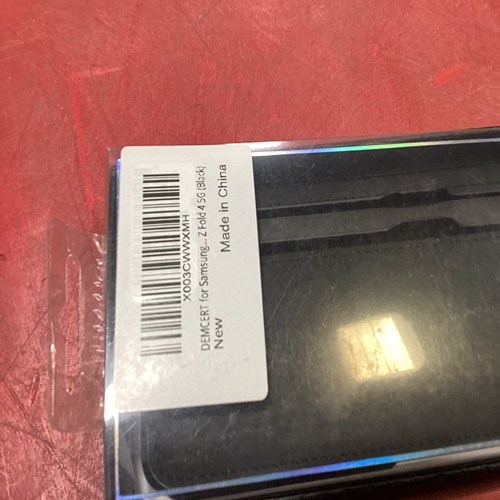 X003CWWXMH
DEMCERT for Samsung... Z Fold 4 5G (Black)
New
Made in China